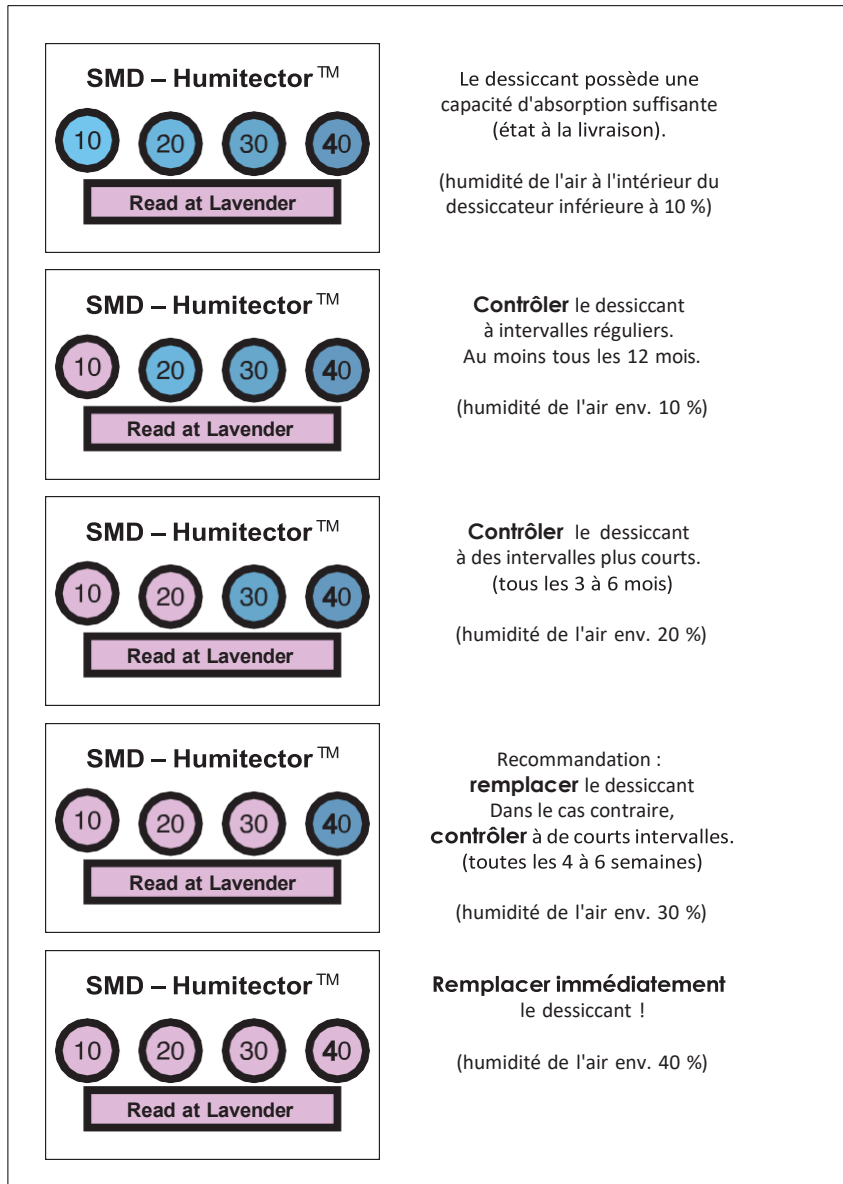 SMD – Humitector™
10 20 30 40
Read at Lavender
Le dessiccant possède une
capacité d'absorption suffisante
(état à la livraison).
(humidité de l'air à l'intérieur du
dessiccateur inférieure à 10 %)
SMD – Humitector™
10 20 30 40
Read at Lavender
Contrôler le dessiccant
à intervalles réguliers.
Au moins tous les 12 mois.
(humidité de l'air env. 10 %)
SMD – Humitector™
10 20 30 40
Read at Lavender
Contrôler le dessiccant
à des intervalles plus courts.
(tous les 3 à 6 mois)
(humidité de l'air env. 20 %)
SMD – Humitector™
10 20 30 40
Read at Lavender
Recommandation :
remplacer le dessiccant
Dans le cas contraire,
contrôler à de courts intervalles.
(toutes les 4 à 6 semaines)
(humidité de l'air env. 30 %)
SMD – Humitector™
10 20 30 40
Read at Lavender
Remplacer immédiatement
le dessiccant !
(humidité de l'air env. 40 %)